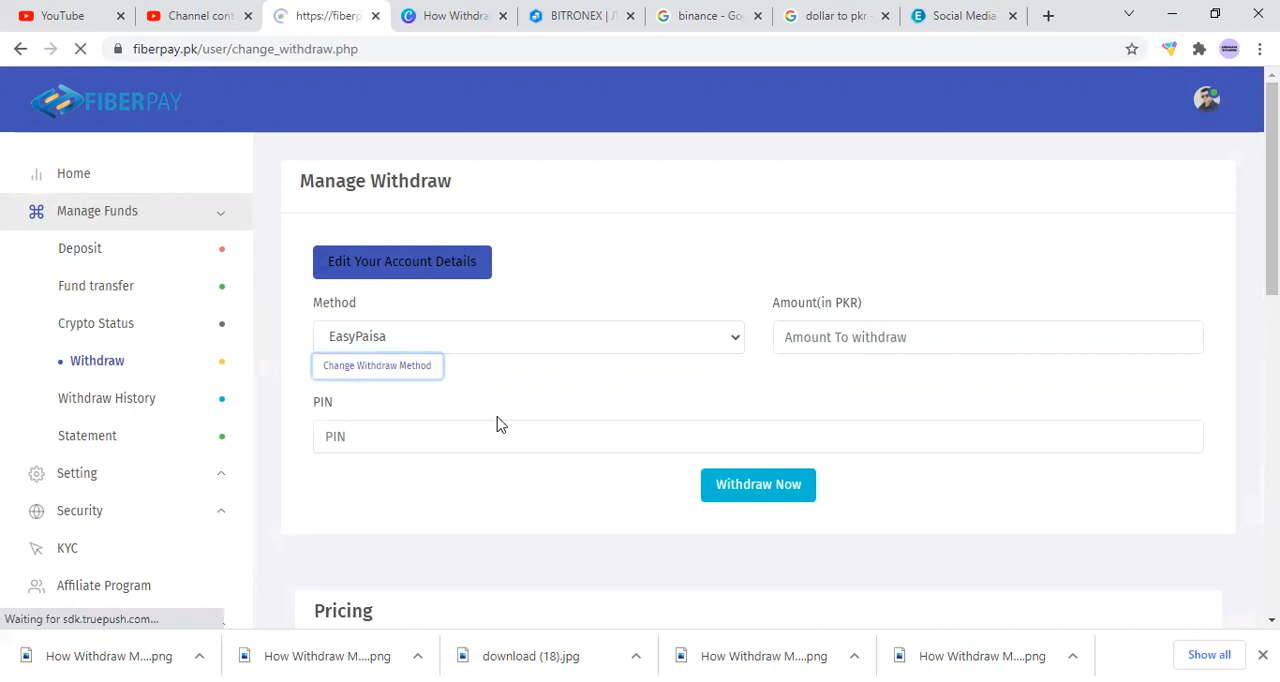 YouTube
Channel cont
https://fiberp
How Withdra
BITRONEX | Л
binance - Goo
dollar to pkr -
Social Media
fiberpay.pk/user/change_withdraw.php
FIBERPAY
Home
Manage Funds
Deposit
Fund transfer
Crypto Status
Withdraw
Withdraw History
Statement
Setting
Security
KYC
Affiliate Program
Manage Withdraw
Edit Your Account Details
Method
Amount(in PKR)
EasyPaisa
Amount To withdraw
Change Withdraw Method
PIN
PIN
Withdraw Now
Pricing
Waiting for sdk.truepush.com...
How Withdraw M....png
How Withdraw M....png
download (18).jpg
How Withdraw M....png
How Withdraw M....png
Show all